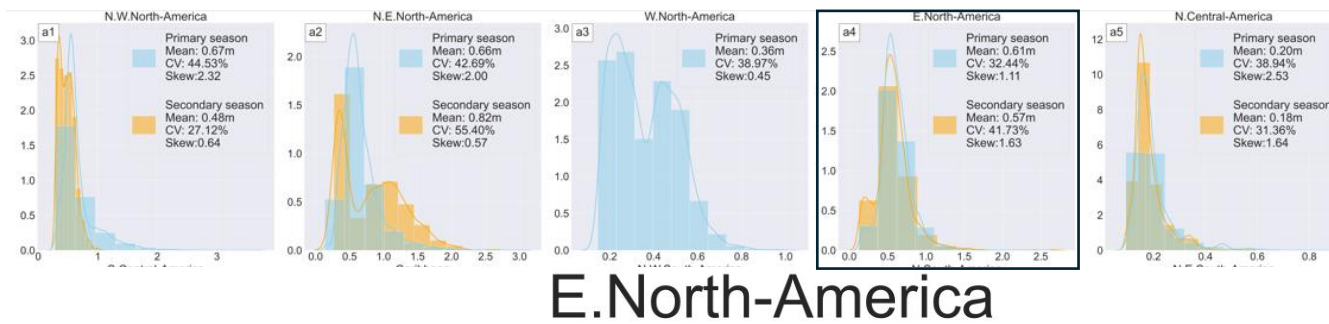 N.W.North-America
a1
Primary season
Mean: 0.67m
CV: 44.53%
Skew:2.32
Secondary season
Mean: 0.48m
CV: 27.12%
Skew:0.64
3.0
2.5
2.0
1.5
1.0
0.5
0.0
0
1
2
3
N.E.North-America
a2
Primary season
Mean: 0.66m
CV: 42.69%
Skew:2.00
Secondary season
Mean: 0.82m
CV: 55.40%
Skew:0.57
2.0
1.5
1.0
0.5
0.0
0.0
0.5
1.0
1.5
2.0
2.5
3.0
W.North-America
a3
Primary season
Mean: 0.36m
CV: 38.97%
Skew:0.45
3.0
2.5
2.0
1.5
1.0
0.5
0.0
0.2
0.4
0.6
0.8
1.0
E.North-America
a4
Primary season
Mean: 0.61m
CV: 32.44%
Skew:1.11
Secondary season
Mean: 0.57m
CV: 41.73%
Skew:1.63
2.5
2.0
1.5
1.0
0.5
0.0
0.0
0.5
1.0
1.5
2.0
2.5
N.Central-America
a5
Primary season
Mean: 0.20m
CV: 38.94%
Skew:2.53
Secondary season
Mean: 0.18m
CV: 31.36%
Skew:1.64
12
10
8
6
4
2
0
0.2
0.4
0.6
0.8
E.North-America